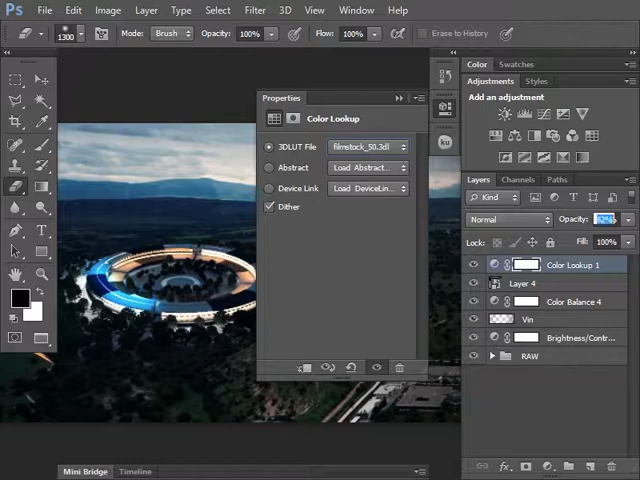 Ps File Edit Image Layer Type Select Filter 3D View Window Help
1300 Mode: Brush Opacity: 100% Flow: 100% Erase to History
Color Swatches
Properties
Adjustments Styles
Color Lookup
Add an adjustment
3DLUT File filmstock_50.3dl
ku
Abstract Load Abstract...
Layers Channels Paths
Device Link Load DeviceLin...
Kind
Dither
Normal Opacity:
Lock: Fill: 100%
Color Lookup 1
Layer 4
Color Balance 4
Vin
Brightness/Contr...
RAW
Mini Bridge Timeline
fx